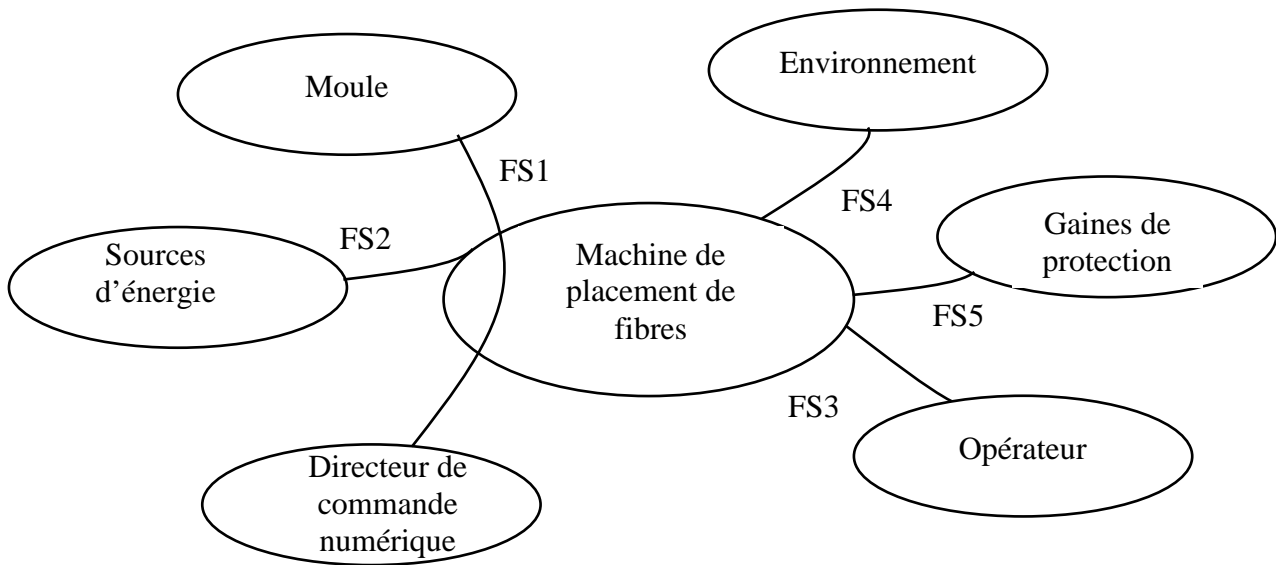 Moule
Environnement
FS1
FS4
Sources
d’énergie
FS2
Machine de
placement de
fibres
Gaines de
protection
FS5
FS3
Opérateur
Directeur de
commande
numérique